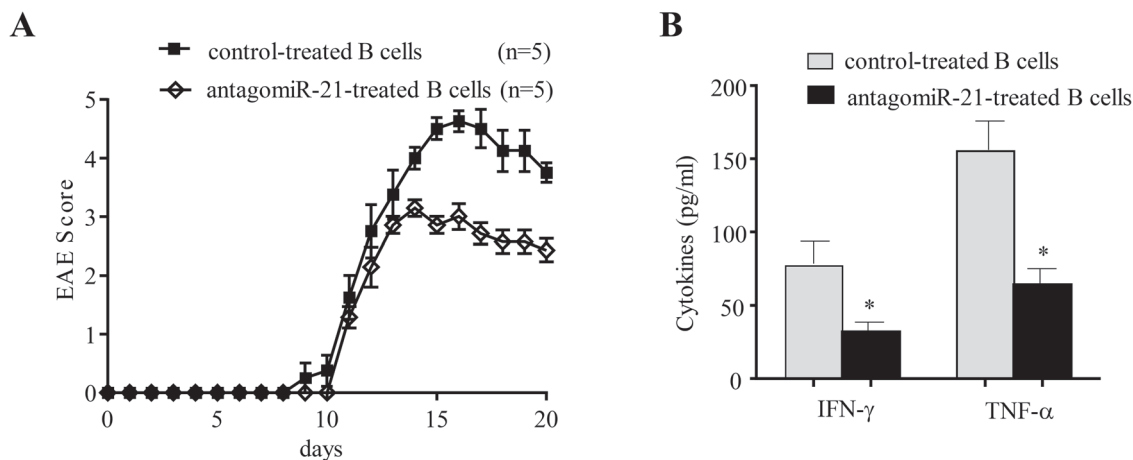 A
control-treated B cells (n=5)
antagomiR-21-treated B cells (n=5)
5
4
3
2
1
0
EAE Score
0 5 10 15 20
days
B
control-treated B cells
antagomiR-21-treated B cells
200
150
100
50
0
Cytokines (pg/ml)
*
*
IFN-γ TNF-α